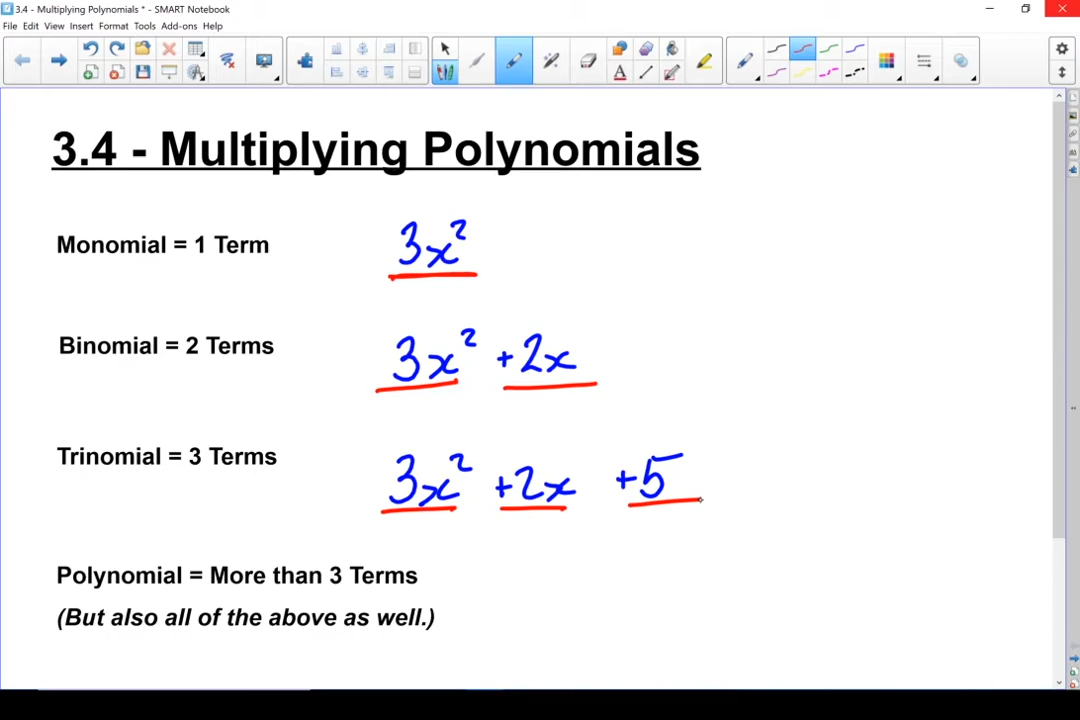 3.4 - Multiplying Polynomials * - SMART Notebook
File Edit View Insert Format Tools Add-ons Help
3.4 - Multiplying Polynomials
Monomial = 1 Term 3x²
Binomial = 2 Terms 3x² +2x
Trinomial = 3 Terms 3x² +2x +5
Polynomial = More than 3 Terms
(But also all of the above as well.)